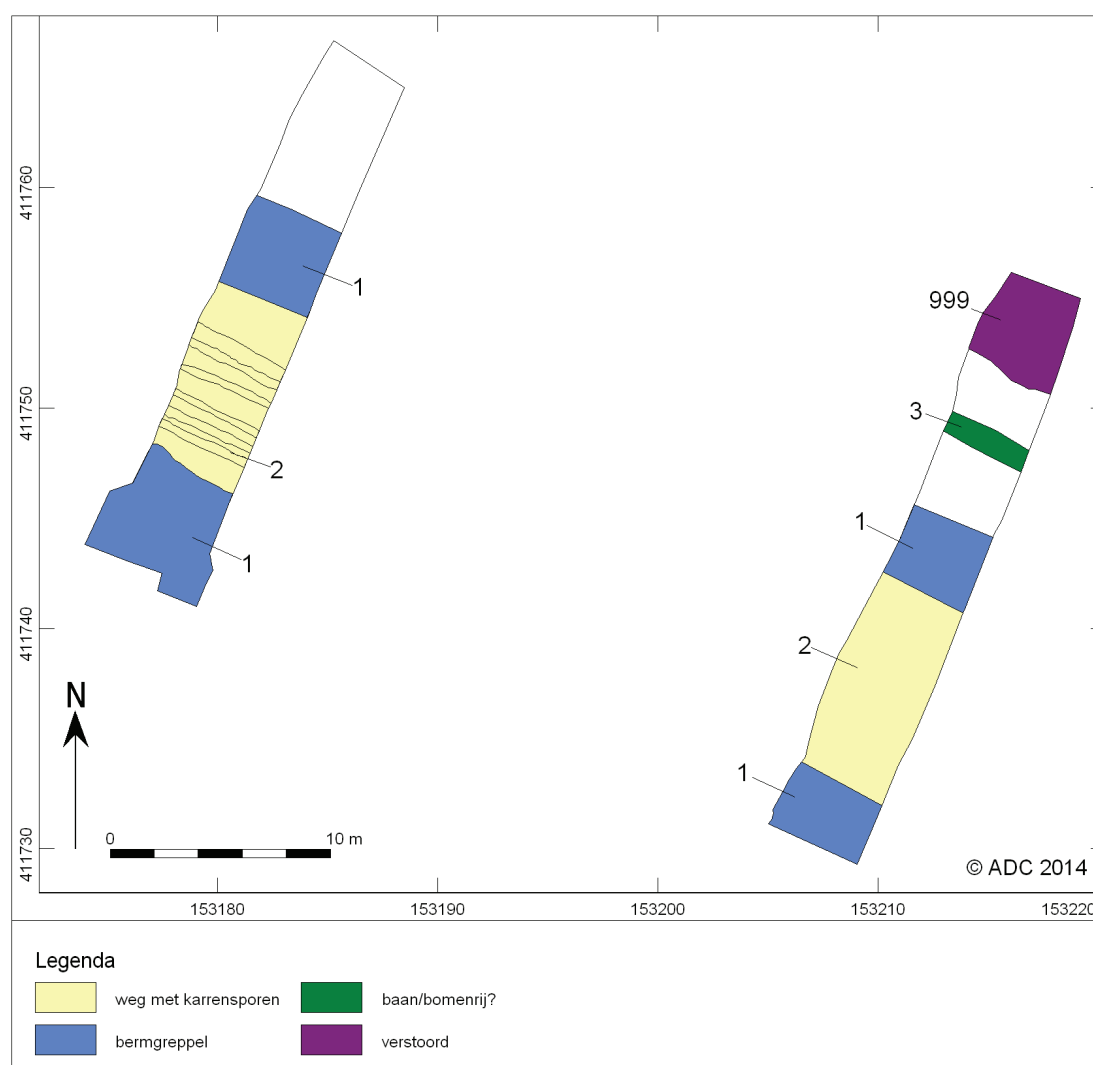 411760
411750
411740
411730
1
2
1
999
3
1
2
1
N
0 10 m
© ADC 2014
153180 153190 153200 153210 153220
Legenda
weg met karrensporen baan/bomenrij?
bermgreppel verstoord